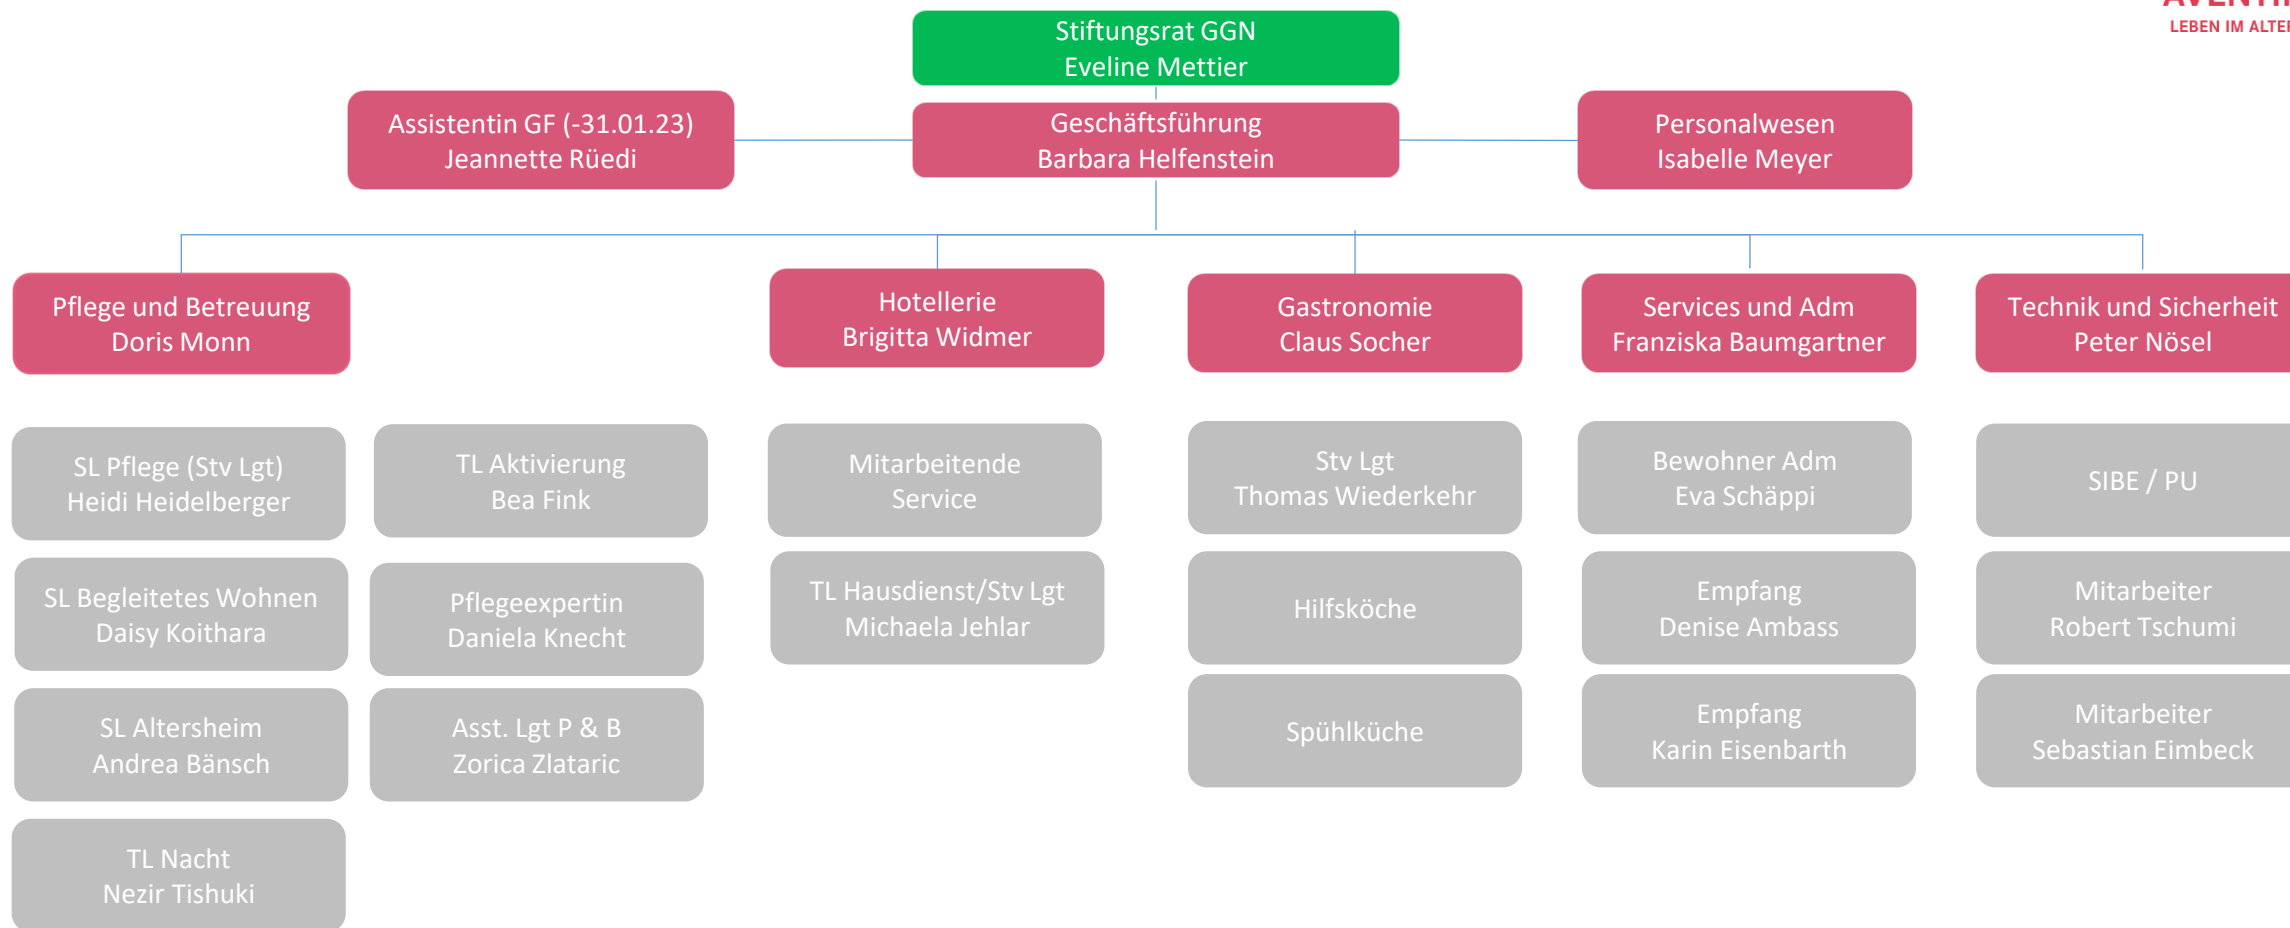 LEBEN IM ALTER
Stiftungsrat GGN
Eveline Mettier
Assistentin GF (-31.01.23)
Jeannette Rüedi
Geschäftsführung
Barbara Helfenstein
Personalwesen
Isabelle Meyer
Pflege und Betreuung
Doris Monn
Hotellerie
Brigitta Widmer
Gastronomie
Claus Socher
Services und Adm
Franziska Baumgartner
Technik und Sicherheit
Peter Nösel
SL Pflege (Stv Lgt)
Heidi Heidelberger
TL Aktivierung
Bea Fink
Mitarbeitende
Service
Stv Lgt
Thomas Wiederkehr
Bewohner Adm
Eva Schäppi
SIBE / PU
SL Begleitetes Wohnen
Daisy Koithara
Pflegeexpertin
Daniela Knecht
TL Hausdienst/Stv Lgt
Michaela Jehlar
Hilfsköche
Empfang
Denise Ambass
Mitarbeiter
Robert Tschumi
SL Altersheim
Andrea Bänsch
Asst. Lgt P & B
Zorica Zlataric
Spühlküche
Empfang
Karin Eisenbarth
Mitarbeiter
Sebastian Eimbeck
TL Nacht
Nezir Tishuki